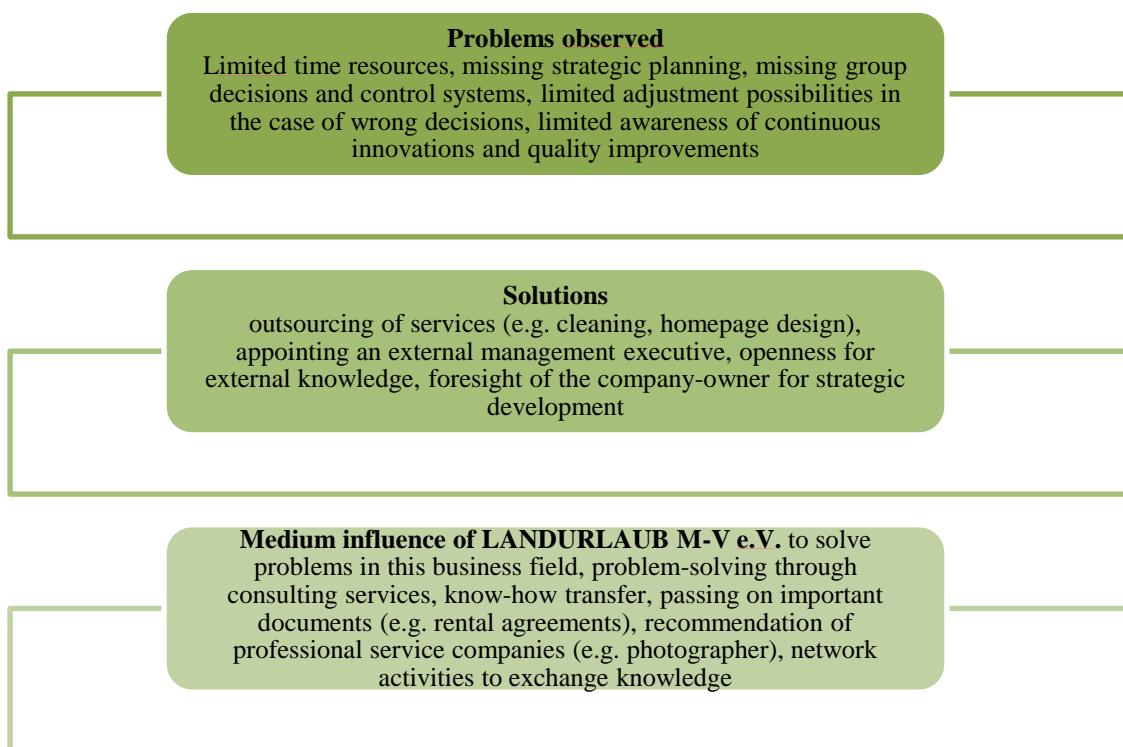 Problems observed
Limited time resources, missing strategic planning, missing group
decisions and control systems, limited adjustment possibilities in
the case of wrong decisions, limited awareness of continuous
innovations and quality improvements
Solutions
outsourcing of services (e.g. cleaning, homepage design),
appointing an external management executive, openness for
external knowledge, foresight of the company-owner for strategic
development
Medium influence of LANDURLAUB M-V e.V. to solve
problems in this business field, problem-solving through
consulting services, know-how transfer, passing on important
documents (e.g. rental agreements), recommendation of
professional service companies (e.g. photographer), network
activities to exchange knowledge